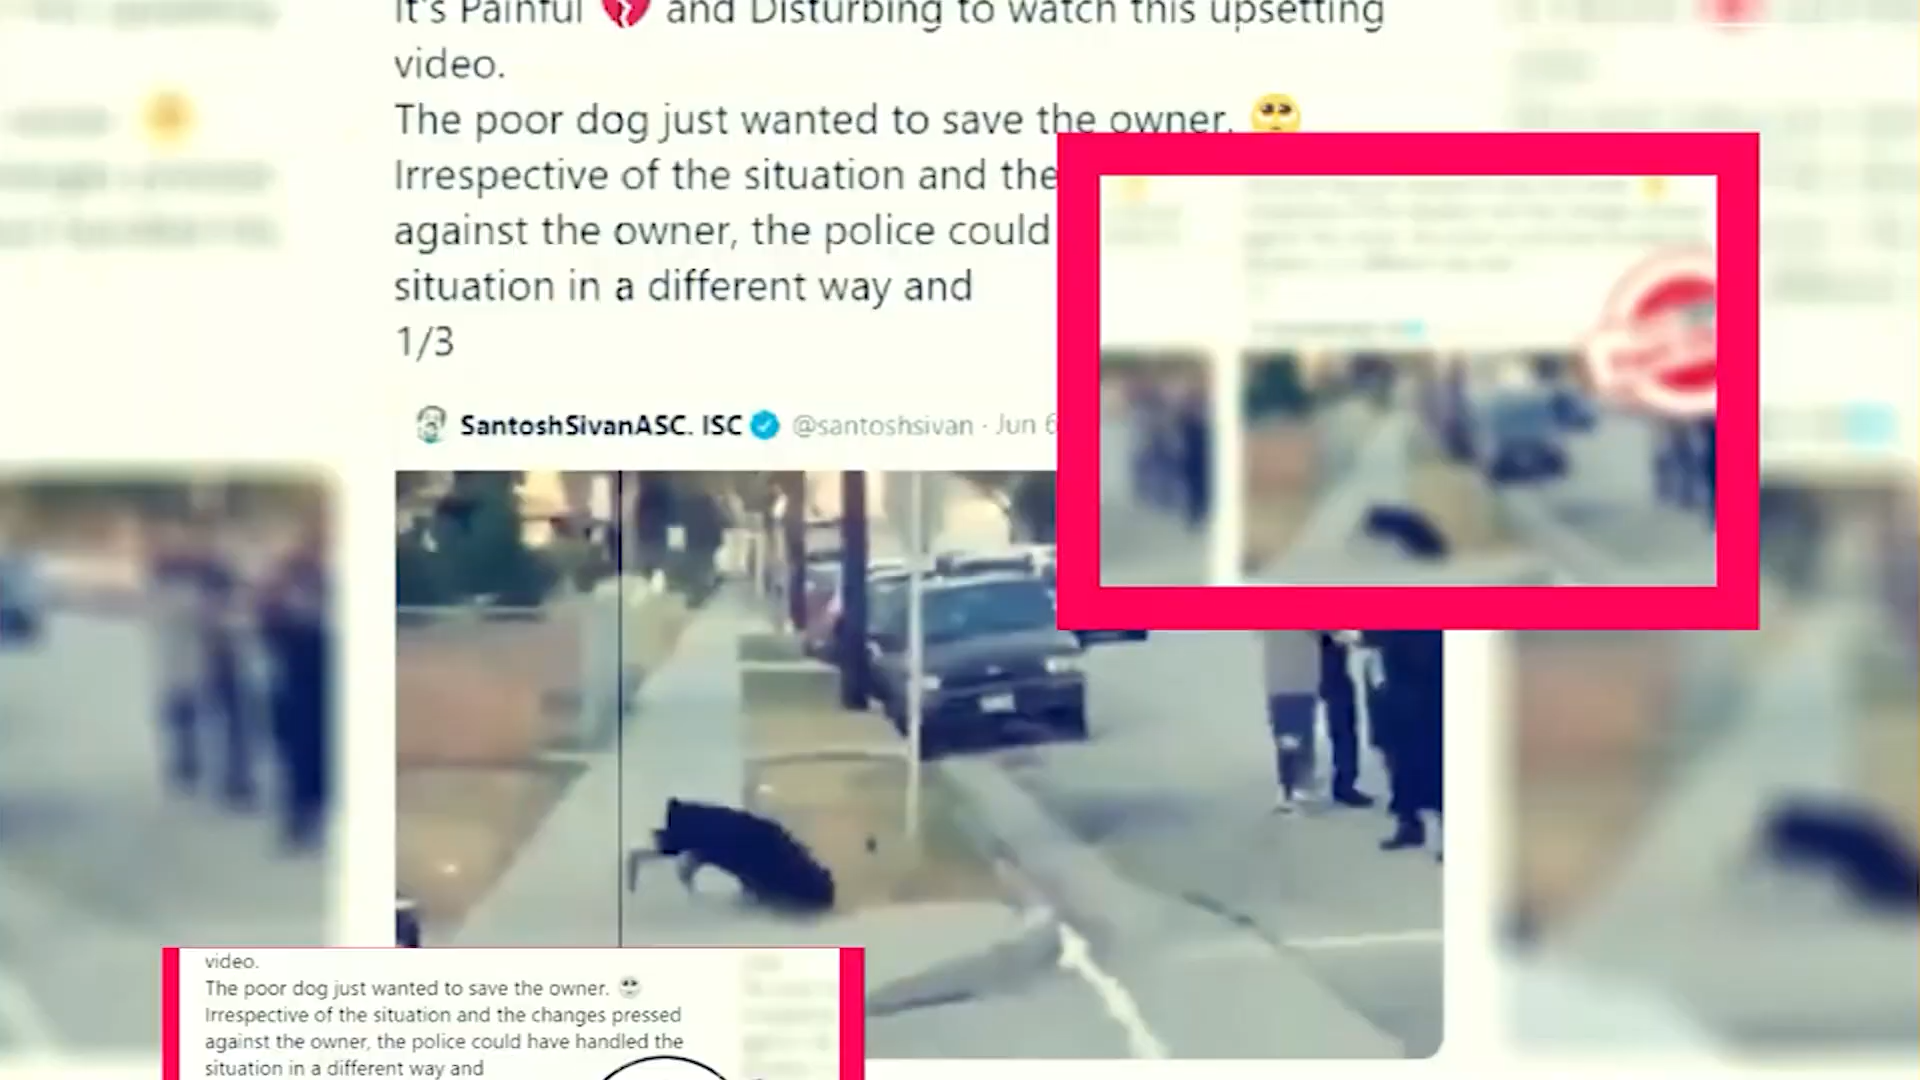 It's Painful 💔 and Disturbing to watch this upsetting
video.
The poor dog just wanted to save the owner. 🥺
Irrespective of the situation and the
against the owner, the police could
situation in a different way and
1/3
SantoshSivanASC. ISC @santoshsivan · Jun 6
video.
The poor dog just wanted to save the owner. 🥺
Irrespective of the situation and the changes pressed
against the owner, the police could have handled the
situation in a different way and